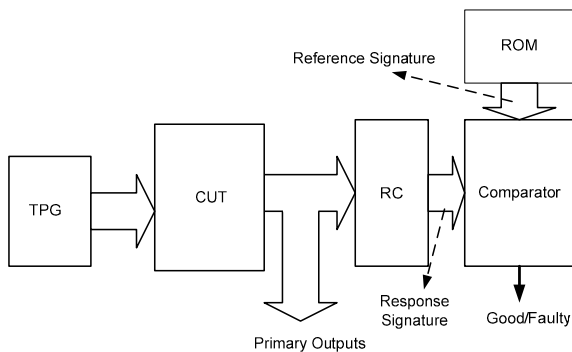 ROM
Reference Signature
TPG
CUT
RC
Comparator
Response
Signature
Good/Faulty
Primary Outputs